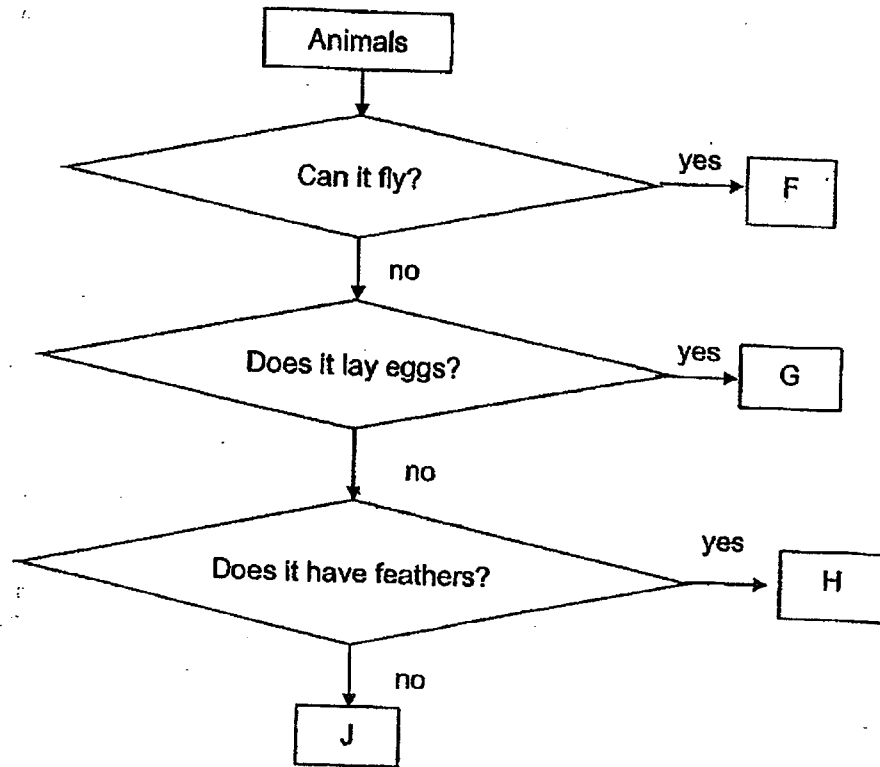 Animals
Can it fly?
yes
F
no
Does it lay eggs?
yes
G
no
Does it have feathers?
yes
H
no
J